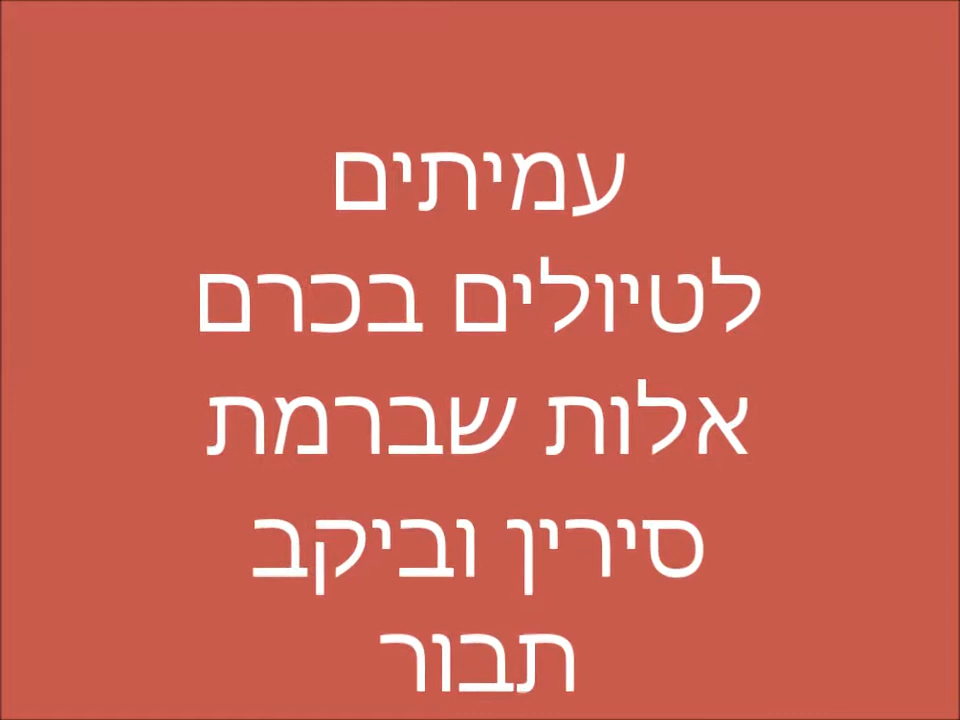 עמיתים
לטיולים בכרם
אלות שברמת
סירין וביקב
תבור